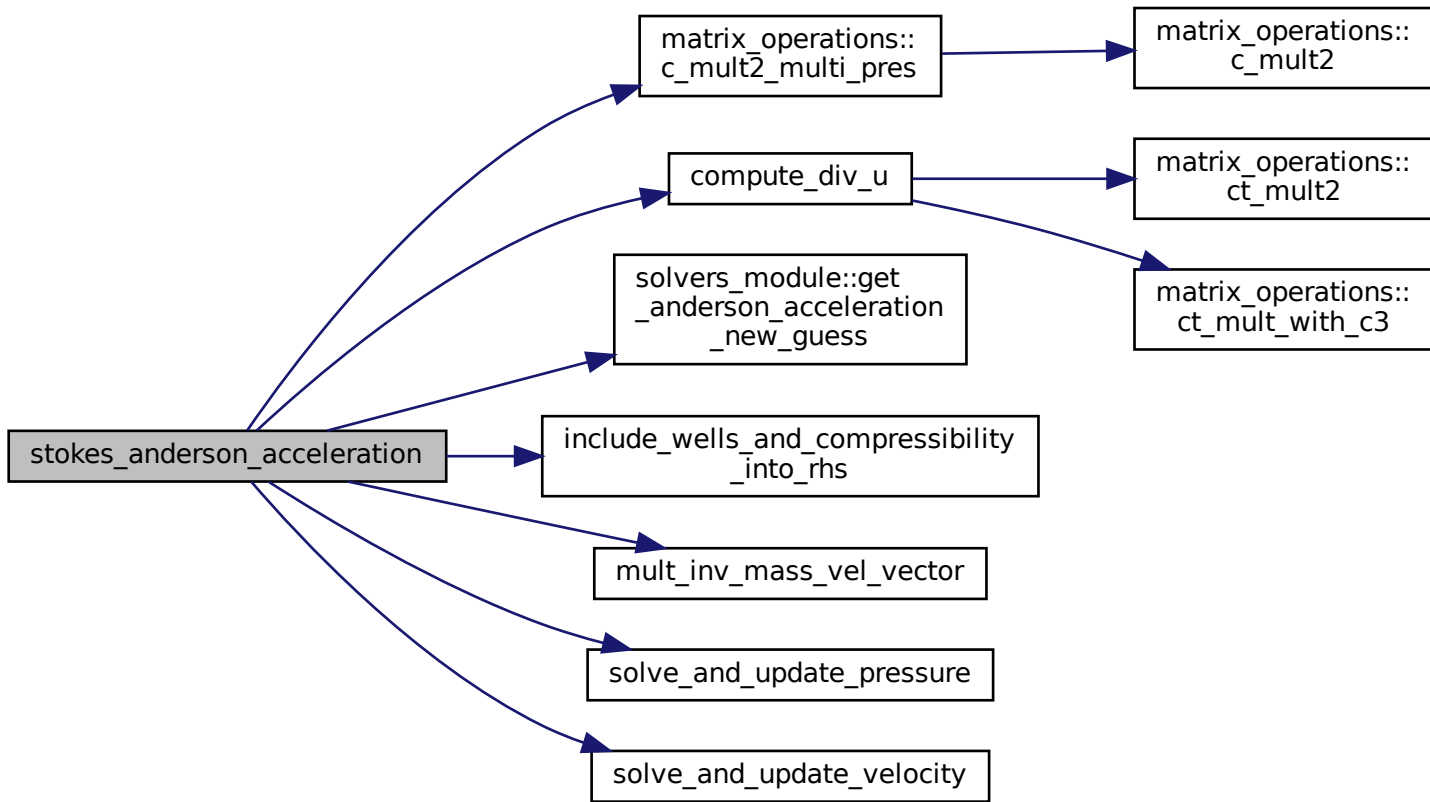 matrix_operations::
c_mult2_multi_pres
matrix_operations::
c_mult2
compute_div_u
matrix_operations::
ct_mult2
solvers_module::get
_anderson_acceleration
_new_guess
matrix_operations::
ct_mult_with_c3
stokes_anderson_acceleration
include_wells_and_compressibility
_into_rhs
mult_inv_mass_vel_vector
solve_and_update_pressure
solve_and_update_velocity